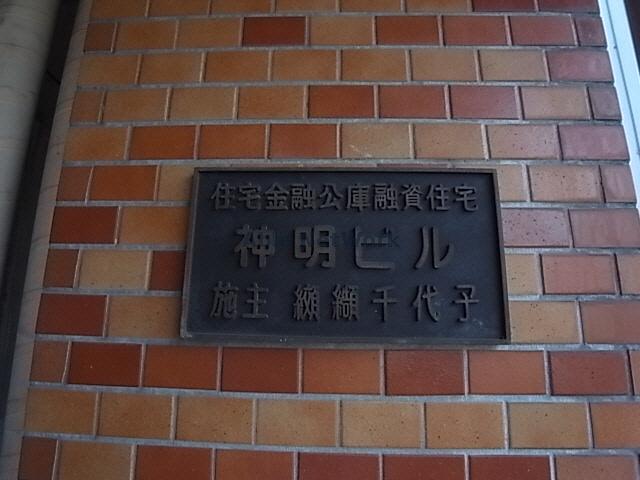 住宅金融公庫融資住宅
神明ビル
施主 纐纈千代子